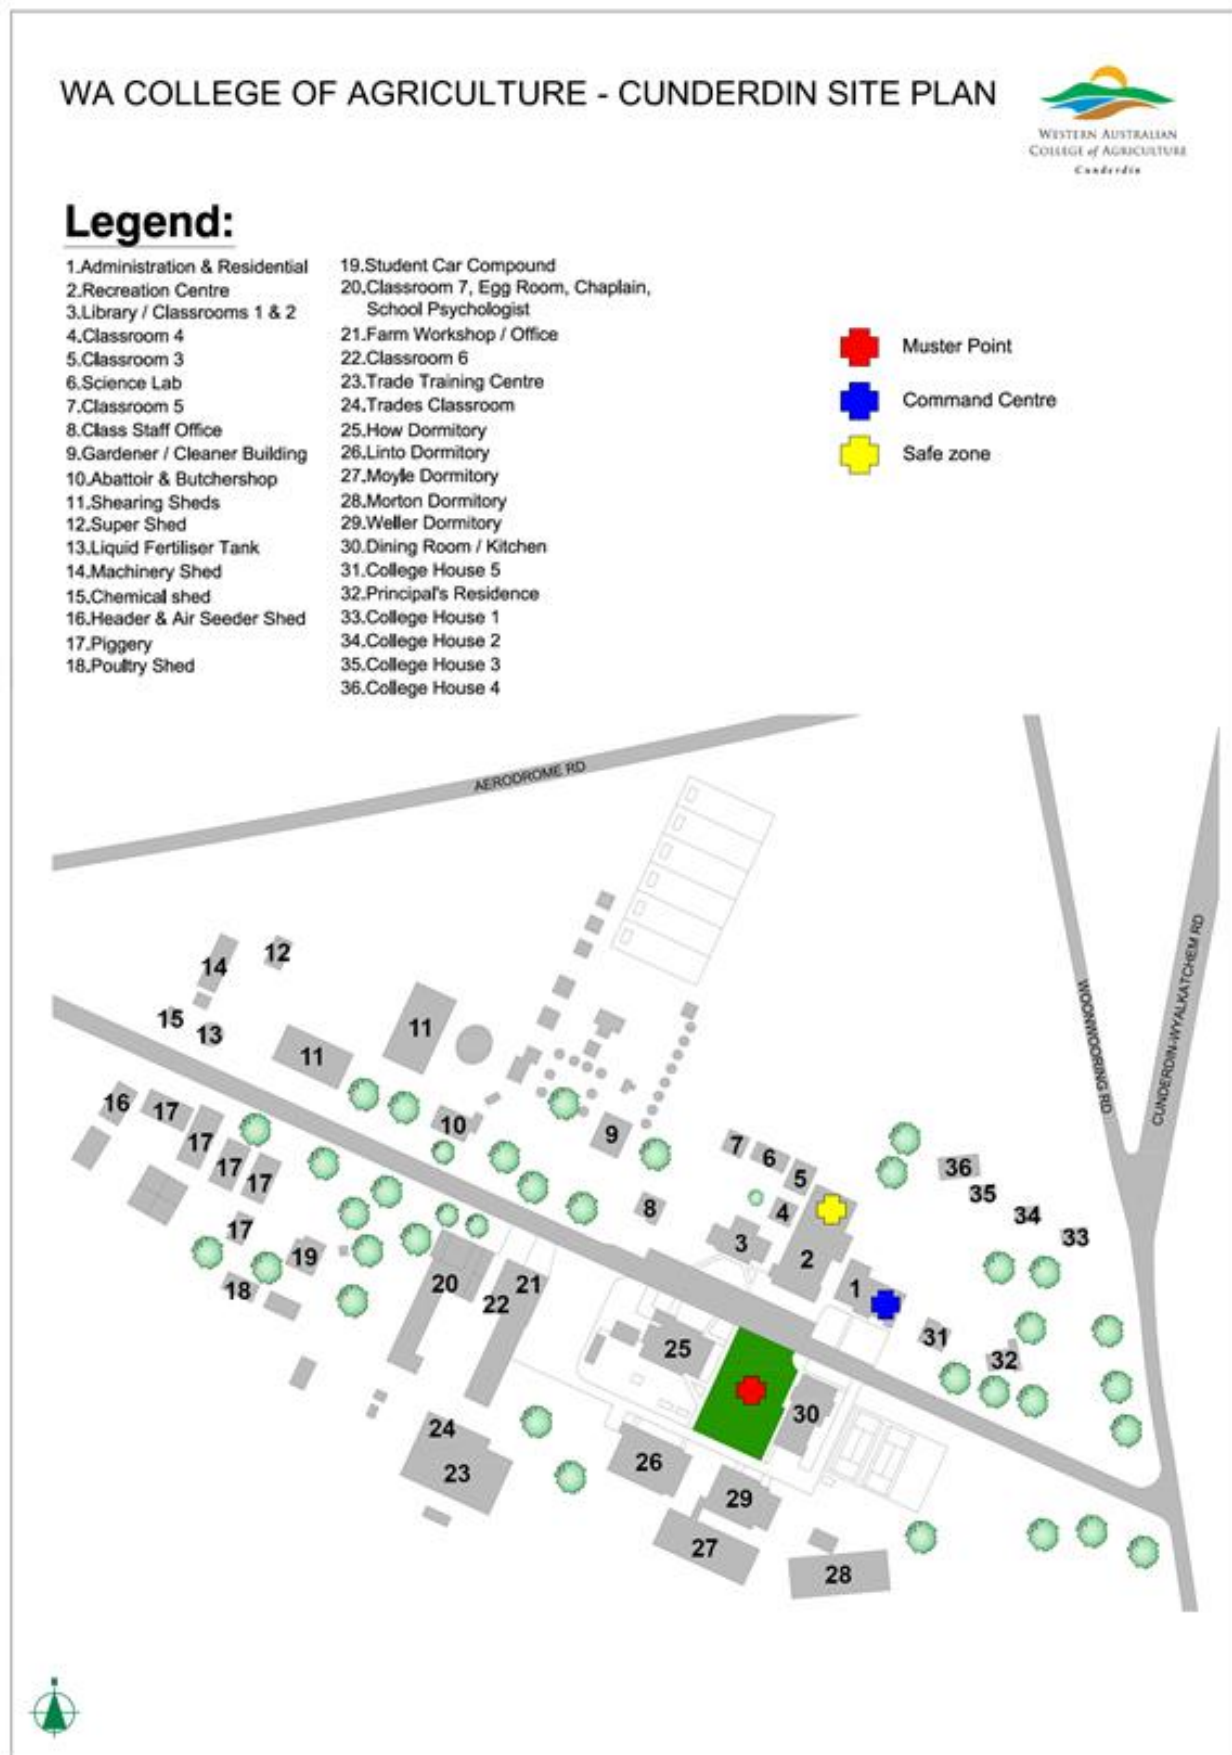 WA COLLEGE OF AGRICULTURE - CUNDERDIN SITE PLAN
WESTERN AUSTRALIAN
COLLEGE of AGRICULTURE
Cunderdin
Legend:
1.Administration & Residential
2.Recreation Centre
3.Library / Classrooms 1 & 2
4.Classroom 4
5.Classroom 3
6.Science Lab
7.Classroom 5
8.Class Staff Office
9.Gardener / Cleaner Building
10.Abattoir & Butchershop
11.Shearing Sheds
12.Super Shed
13.Liquid Fertiliser Tank
14.Machinery Shed
15.Chemical shed
16.Header & Air Seeder Shed
17.Piggery
18.Poultry Shed
19.Student Car Compound
20.Classroom 7, Egg Room, Chaplain,
School Psychologist
21.Farm Workshop / Office
22.Classroom 6
23.Trade Training Centre
24.Trades Classroom
25.How Dormitory
26.Linto Dormitory
27.Moyle Dormitory
28.Morton Dormitory
29.Weller Dormitory
30.Dining Room / Kitchen
31.College House 5
32.Principal's Residence
33.College House 1
34.College House 2
35.College House 3
36.College House 4
Muster Point
Command Centre
Safe zone
AERODROME RD
WOONWOORING RD
CUNDERDIN-WYALKATCHEM RD
12
14
15
13
11
11
16
17
17
17
17
17
10
9
7
6
5
4
8
3
2
1
36
35
34
33
19
18
20
21
22
31
32
25
30
24
23
26
29
27
28